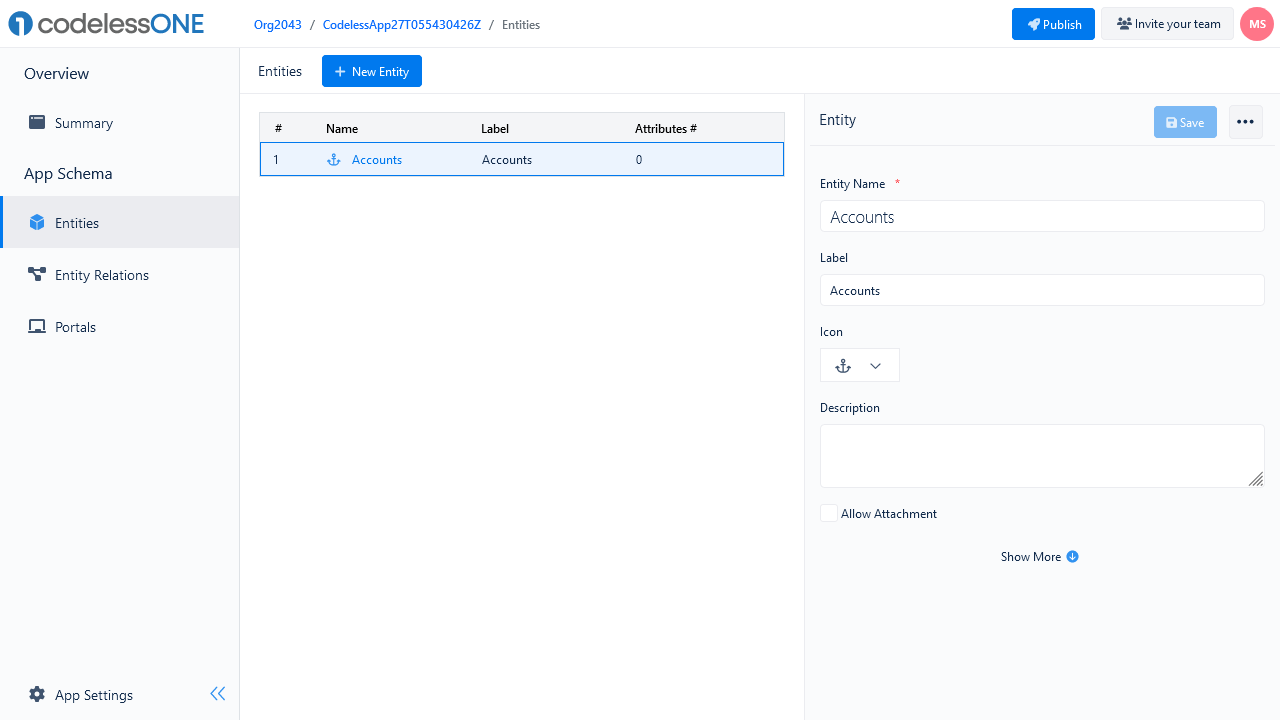 codelessONE
Org2043 / CodelessApp27T055430426Z / Entities
Publish
Invite your team
MS
Overview
Summary
App Schema
Entities
Entity Relations
Portals
App Settings
Entities
New Entity
# Name Label Attributes #
1 Accounts Accounts 0
Entity
Save
Entity Name *
Accounts
Label
Accounts
Icon
Description
Allow Attachment
Show More